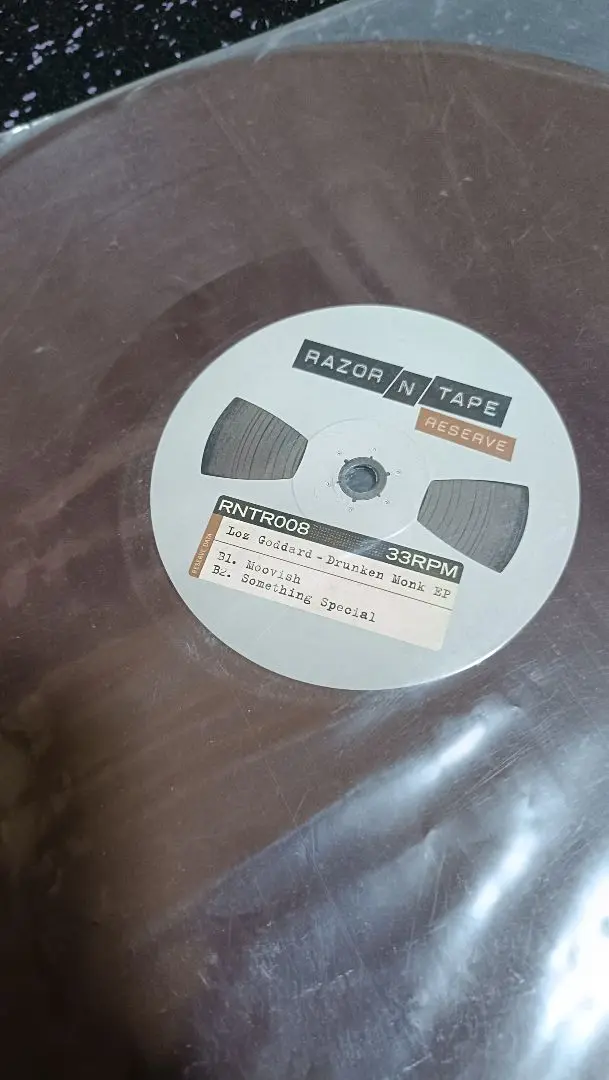 RAZOR N TAPE
RESERVE
RNTR008
33RPM
Loz Goddard - Drunken Monk EP
B1. Moovish
B2. Something Special